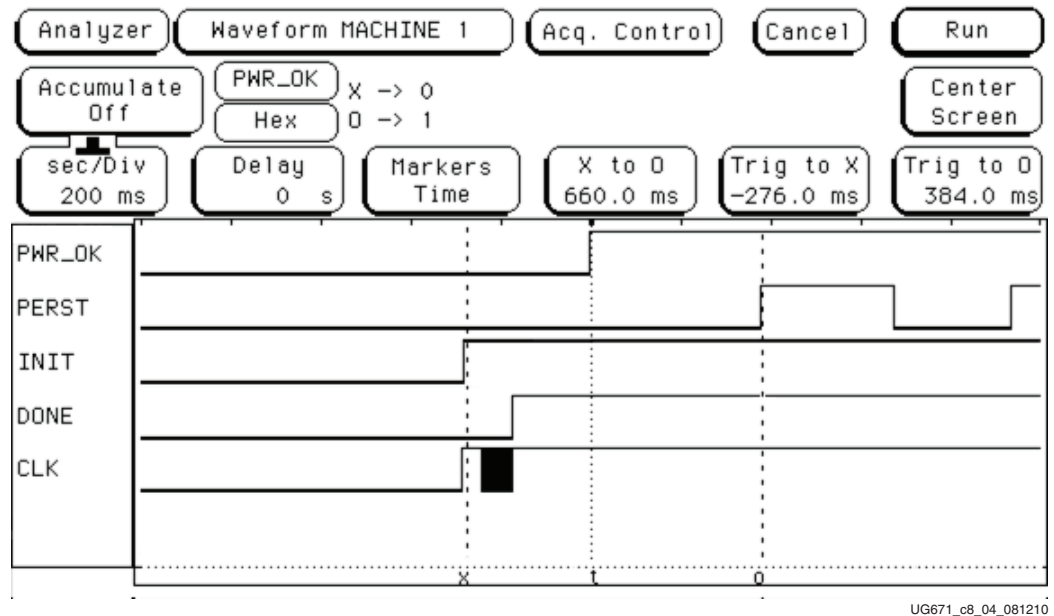 Analyzer Waveform MACHINE 1 Acq. Control Cancel Run
Accumulate Off PWR_OK X -> 0 Center Screen
Hex O -> 1
sec/Div Delay Markers X to O Trig to X Trig to O
200 ms 0 s Time 660.0 ms -276.0 ms 384.0 ms
PWR_OK
PERST
INIT
DONE
CLK
X t O
UG671_c8_04_081210